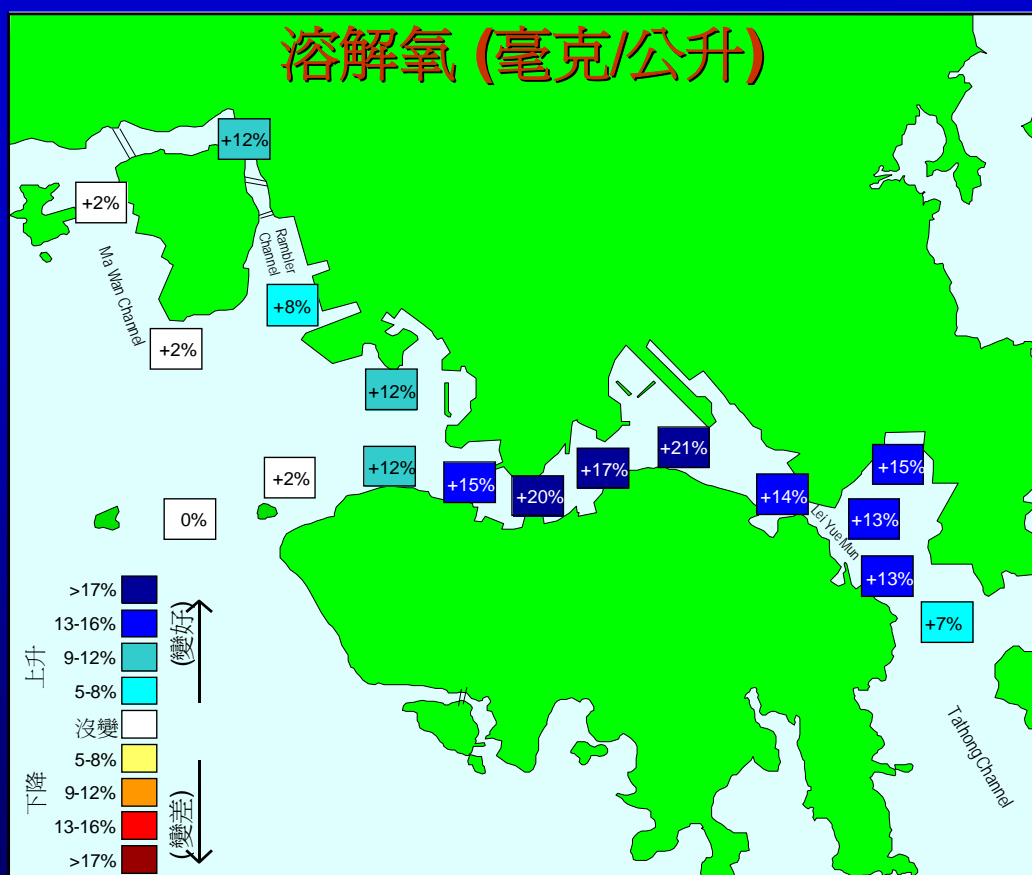 溶解氧 (毫克/公升)
+12%
+2%
Rambler
Channel
Ma Wan Channel
+8%
+2%
+12%
+21%
+12%
+17%
+15%
+2%
+15%
+20%
+14%
0%
+13%
Lei Yue Mun
+13%
+7%
>17%
13-16%
9-12%
5-8%
上升
(變好)
沒變
5-8%
9-12%
13-16%
>17%
下降
(變差)
Tathong Channel